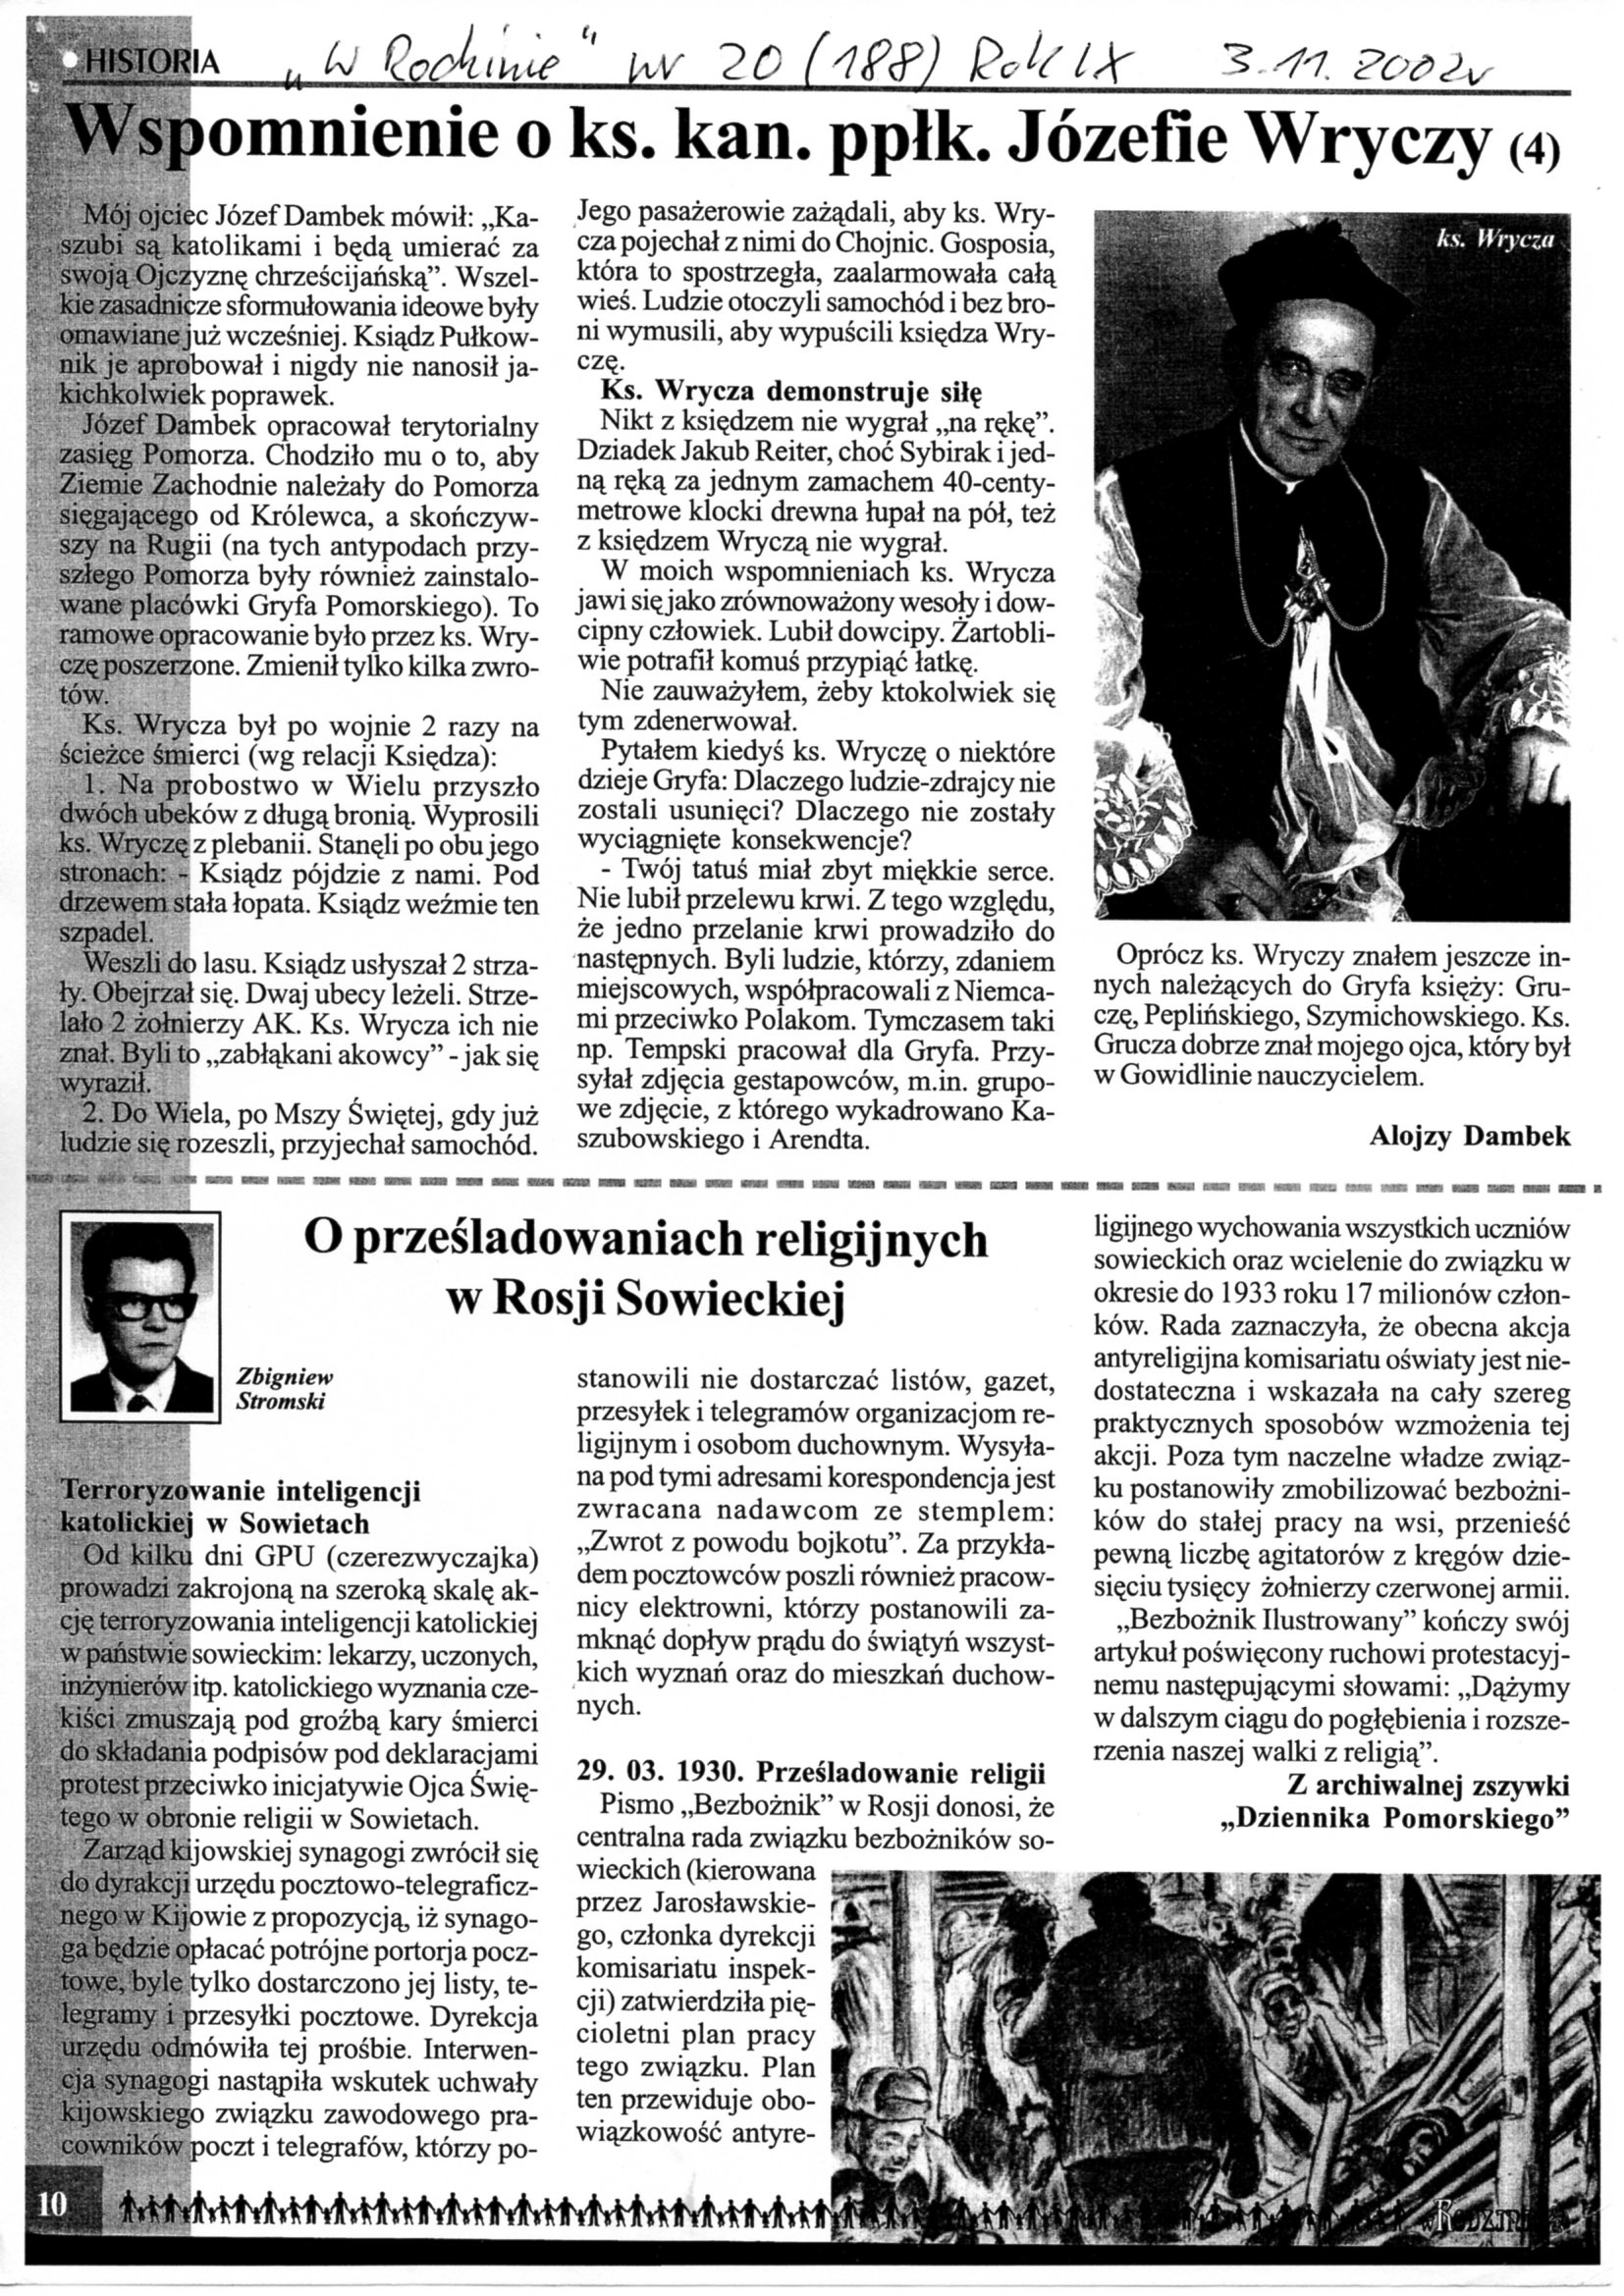 • HISTORIA
„W Rodzinie" nr 20 (188) Rok IX 3.11.2002r
Wspomnienie o ks. kan. ppłk. Józefie Wryczy (4)
Mój ojciec Józef Dambek mówił: „Ka-
szubi są katolikami i będą umierać za
swoją Ojczyznę chrześcijańską”. Wszel-
kie zasadnicze sformułowania ideowe były
omawiane już wcześniej. Ksiądz Pułkow-
nik je aprobował i nigdy nie nanosił ja-
kichkolwiek poprawek.
Józef Dambek opracował terytorialny
zasięg Pomorza. Chodziło mu o to, aby
Ziemie Zachodnie należały do Pomorza
sięgającego od Królewca, a skończyw-
szy na Rugii (na tych antypodach przy-
szłego Pomorza były również zainstalo-
wane placówki Gryfa Pomorskiego). To
ramowe opracowanie było przez ks. Wry-
czę poszerzone. Zmienił tylko kilka zwro-
tów.
Ks. Wrycza był po wojnie 2 razy na
ścieżce śmierci (wg relacji Księdza):
1. Na probostwo w Wielu przyszło
dwóch ubeków z długą bronią. Wyprosili
ks. Wryczę z plebanii. Stanęli po obu jego
stronach: - Ksiądz pójdzie z nami. Pod
drzewem stała łopata. Ksiądz weźmie ten
szpadel.
Weszli do lasu. Ksiądz usłyszał 2 strza-
ły. Obejrzał się. Dwaj ubecy leżeli. Strze-
lało 2 żołnierzy AK. Ks. Wrycza ich nie
znał. Byli to „zabłąkani akowcy” - jak się
wyraził.
2. Do Wiela, po Mszy Świętej, gdy już
ludzie się rozeszli, przyjechał samochód.
Jego pasażerowie zażądali, aby ks. Wry-
cza pojechał z nimi do Chojnic. Gosposia,
która to spostrzegła, zaalarmowała całą
wieś. Ludzie otoczyli samochód i bez bro-
ni wymusili, aby wypuścili księdza Wry-
czę.
Ks. Wrycza demonstruje siłę
Nikt z księdzem nie wygrał „na rękę”.
Dziadek Jakub Reiter, choć Sybirak i jed-
ną ręką za jednym zamachem 40-centy-
metrowe klocki drewna łupał na pół, też
z księdzem Wryczą nie wygrał.
W moich wspomnieniach ks. Wrycza
jawi się jako zrównoważony wesoły i dow-
cipny człowiek. Lubił dowcipy. Żartobli-
wie potrafił komuś przypiąć łatkę.
Nie zauważyłem, żeby ktokolwiek się
tym zdenerwował.
Pytałem kiedyś ks. Wryczę o niektóre
dzieje Gryfa: Dlaczego ludzie-zdrajcy nie
zostali usunięci? Dlaczego nie zostały
wyciągnięte konsekwencje?
- Twój tatuś miał zbyt miękkie serce.
Nie lubił przelewu krwi. Z tego względu,
że jedno przelanie krwi prowadziło do
następnych. Byli ludzie, którzy, zdaniem
miejscowych, współpracowali z Niemca-
mi przeciwko Polakom. Tymczasem taki
np. Tempski pracował dla Gryfa. Przy-
syłał zdjęcia gestapowców, m.in. grupo-
we zdjęcie, z którego wykadrowano Ka-
szubowskiego i Arendta.
ks. Wrycza
Oprócz ks. Wryczy znałem jeszcze in-
nych należących do Gryfa księży: Gru-
czę, Peplińskiego, Szymichowskiego. Ks.
Grucza dobrze znał mojego ojca, który był
w Gowidlinie nauczycielem.
Alojzy Dambek
O prześladowaniach religijnych
w Rosji Sowieckiej
Zbigniew
Stromski
Terroryzowanie inteligencji
katolickiej w Sowietach
Od kilku dni GPU (czerezwyczajka)
prowadzi zakrojoną na szeroką skalę ak-
cję terroryzowania inteligencji katolickiej
w państwie sowieckim: lekarzy, uczonych,
inżynierów itp. katolickiego wyznania cze-
kiści zmuszają pod groźbą kary śmierci
do składania podpisów pod deklaracjami
protest przeciwko inicjatywie Ojca Świę-
tego w obronie religii w Sowietach.
Zarząd kijowskiej synagogi zwrócił się
do dyrakcji urzędu pocztowo-telegraficz-
nego w Kijowie z propozycją, iż synago-
ga będzie opłacać potrójne portorja pocz-
towe, byle tylko dostarczono jej listy, te-
legramy i przesyłki pocztowe. Dyrekcja
urzędu odmówiła tej prośbie. Interwen-
cja synagogi nastąpiła wskutek uchwały
kijowskiego związku zawodowego pra-
cowników poczt i telegrafów, którzy po-
stanowili nie dostarczać listów, gazet,
przesyłek i telegramów organizacjom re-
ligijnym i osobom duchownym. Wysyła-
na pod tymi adresami korespondencja jest
zwracana nadawcom ze stemplem:
„Zwrot z powodu bojkotu”. Za przykła-
dem pocztowców poszli również pracow-
nicy elektrowni, którzy postanowili za-
mknąć dopływ prądu do świątyń wszyst-
kich wyznań oraz do mieszkań duchow-
nych.
29. 03. 1930. Prześladowanie religii
Pismo „Bezbożnik” w Rosji donosi, że
centralna rada związku bezbożników so-
wieckich (kierowana
przez Jarosławskie-
go, członka dyrekcji
komisariatu inspek-
cji) zatwierdziła pię-
cioletni plan pracy
tego związku. Plan
ten przewiduje obo-
wiązkowość antyre-
ligijnego wychowania wszystkich uczniów
sowieckich oraz wcielenie do związku w
okresie do 1933 roku 17 milionów człon-
ków. Rada zaznaczyła, że obecna akcja
antyreligijna komisariatu oświaty jest nie-
dostateczna i wskazała na cały szereg
praktycznych sposobów wzmożenia tej
akcji. Poza tym naczelne władze związ-
ku postanowiły zmobilizować bezbożni-
ków do stałej pracy na wsi, przenieść
pewną liczbę agitatorów z kręgów dzie-
sięciu tysięcy żołnierzy czerwonej armii.
„Bezbożnik Ilustrowany” kończy swój
artykuł poświęcony ruchowi protestacyj-
nemu następującymi słowami: „Dążymy
w dalszym ciągu do pogłębienia i rozsze-
rzenia naszej walki z religią”.
Z archiwalnej zszywki
„Dziennika Pomorskiego”
10